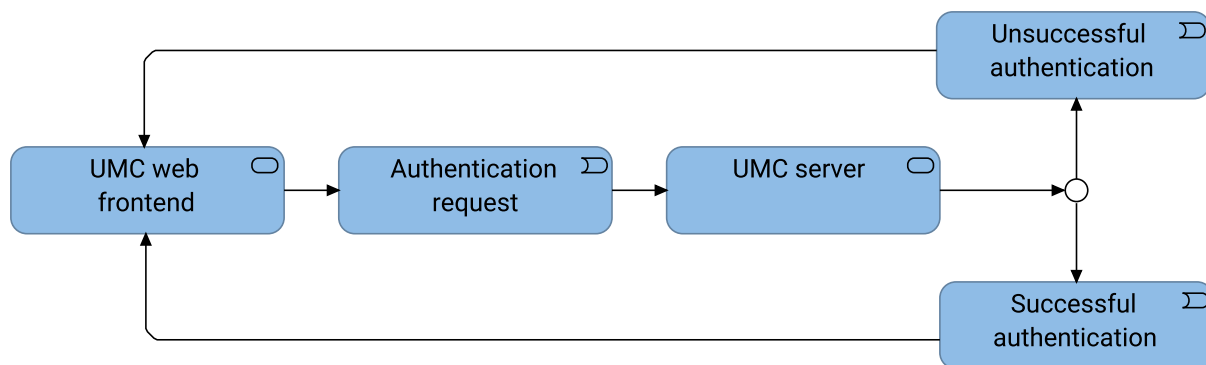 Unsuccessful
authentication
UMC web
frontend
Authentication
request
UMC server
Successful
authentication